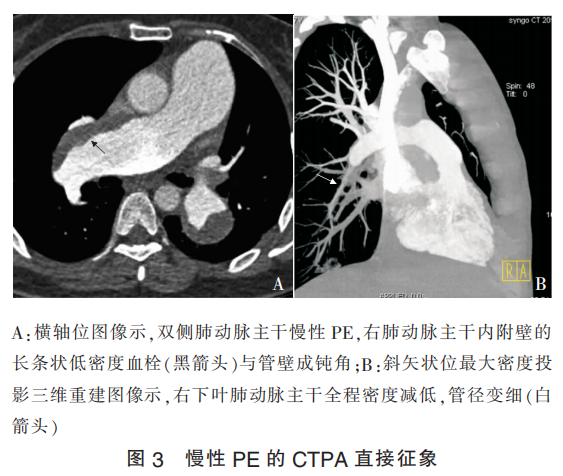 syngo CT 20
Spin: 48
Tilt: 0
A
B
R A
A:横轴位图像示,双侧肺动脉主干慢性 PE,右肺动脉主干内附壁的
长条状低密度血栓(黑箭头)与管壁成钝角;B:斜矢状位最大密度投
影三维重建图像示,右下叶肺动脉主干全程密度减低,管径变细(白
箭头)
图 3 慢性 PE 的 CTPA 直接征象